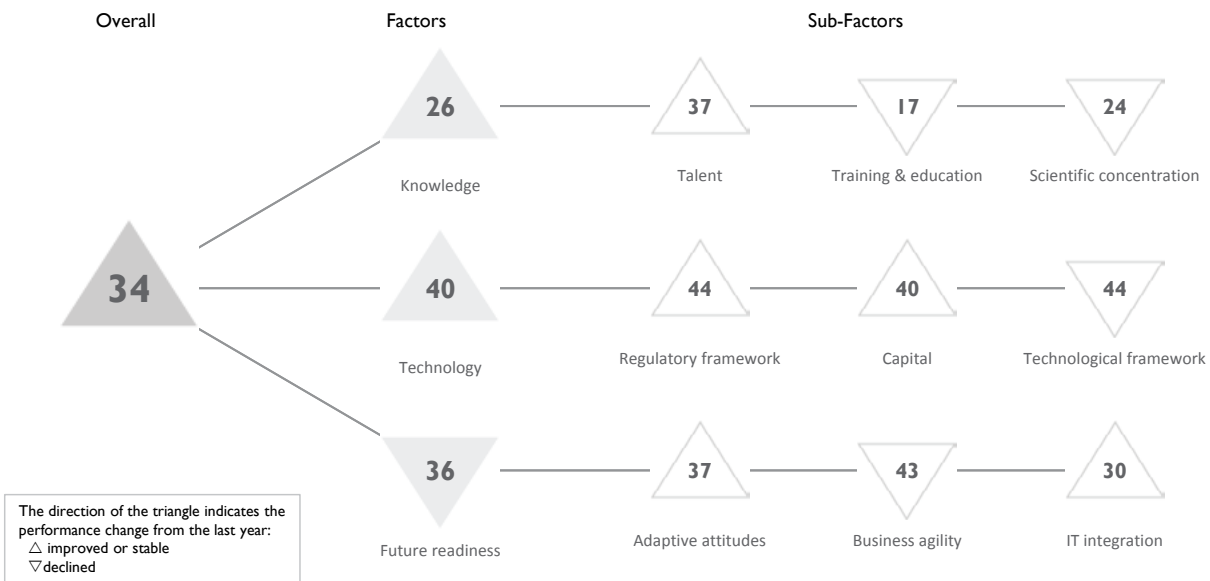 Overall Factors Sub-Factors
26 37 17 24
Knowledge Talent Training & education Scientific concentration
34 40 44 40 44
Technology Regulatory framework Capital Technological framework
36 37 43 30
Future readiness Adaptive attitudes Business agility IT integration
The direction of the triangle indicates the
performance change from the last year:
△ improved or stable
▽ declined